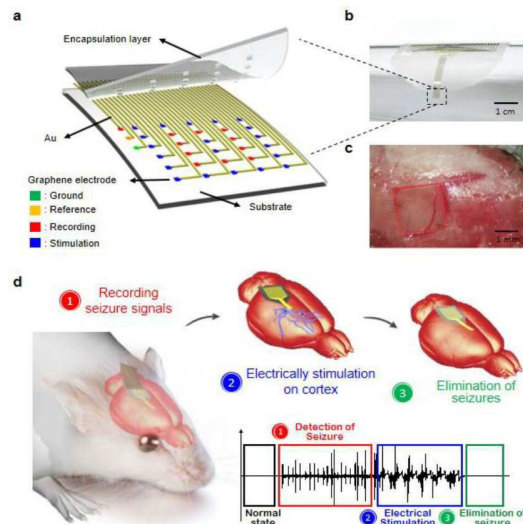 a
Encapsulation layer
Au
Graphene electrode
: Ground
: Reference
: Recording
: Stimulation
Substrate
b
1 cm
c
1 mm
d
1 Recording
seizure signals
2 Electrically stimulation
on cortex
3 Elimination of
seizures
1 Detection of
Seizure
Normal
state
2 Electrical
Stimulation
3 Elimination of
seizure